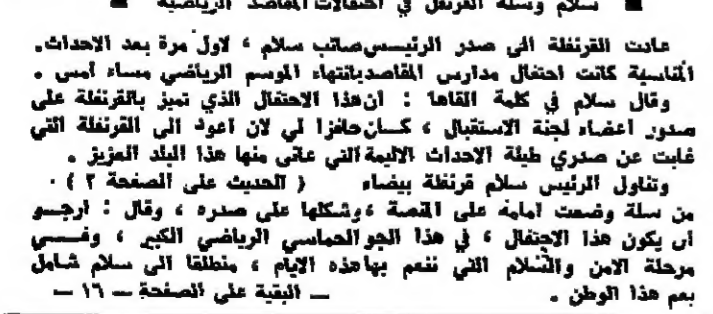 ■ سلام وسلة القرنفل في احتفالات المقاصد الرياضية ■
عادت القرنفلة الى صدر الرئيس صائب سلام ، لاول مرة بعد الاحداث.
المناسبة كانت احتفال مدارس المقاصد بانتهاء الموسم الرياضي مساء امس .
وقال سلام في كلمة القاها : ان هذا الاحتفال الذي تميز بالقرنفلة على
صدور اعضاء لجنة الاستقبال ، كسان حافزا لي لان اعود الى القرنفلة التي
غابت عن صدري طيئة الاحداث الاليمة التي عانى منها هذا البلد العزيز .
وتناول الرئيس سلام قرنفلة بيضاء ( الحديث على الصفحة ٢ ) .
من سلة وضعت امامه على المنصة ، وشكلها على صدره ، وقال : ارجـو
ان يكون هذا الاحتفال ، في هذا الجو الحماسي الرياضي الكبير ، وفـــي
مرحلة الامن والسلام التي ننعم بها هذه الايام ، منطلقا الى سلام شامل
يعم هذا الوطن . — البقية على الصفحة — ١٦ —